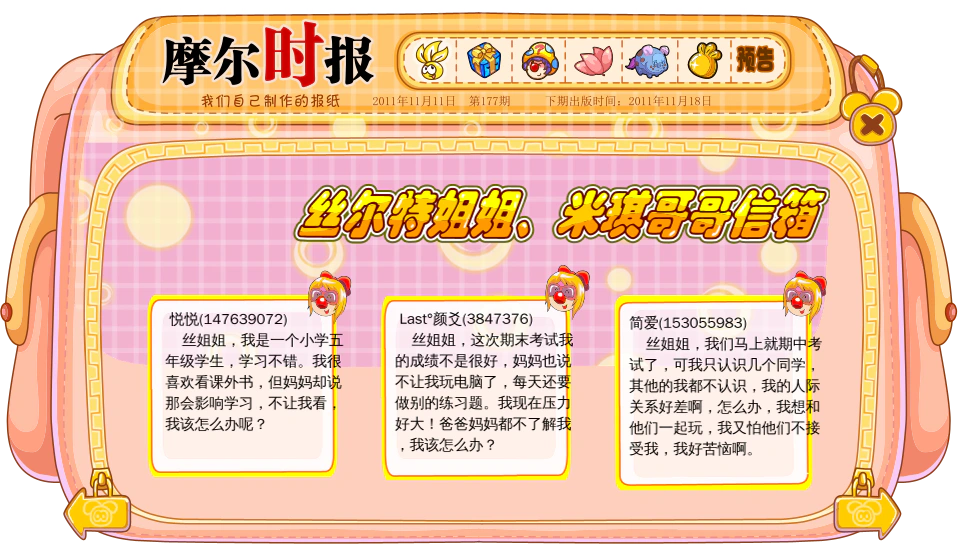 摩尔时报
预告
我们自己制作的报纸 2011年11月11日 第177期 下期出版时间：2011年11月18日
丝尔特姐姐、米琪哥哥信箱
悦悦(147639072)
丝姐姐，我是一个小学五
年级学生，学习不错。我很
喜欢看课外书，但妈妈却说
那会影响学习，不让我看，
我该怎么办呢？
Last°颜爻(3847376)
丝姐姐，这次期末考试我
的成绩不是很好，妈妈也说
不让我玩电脑了，每天还要
做别的练习题。我现在压力
好大！爸爸妈妈都不了解我
，我该怎么办？
简爱(153055983)
丝姐姐，我们马上就期中考
试了，可我只认识几个同学，
其他的我都不认识，我的人际
关系好差啊，怎么办，我想和
他们一起玩，我又怕他们不接
受我，我好苦恼啊。